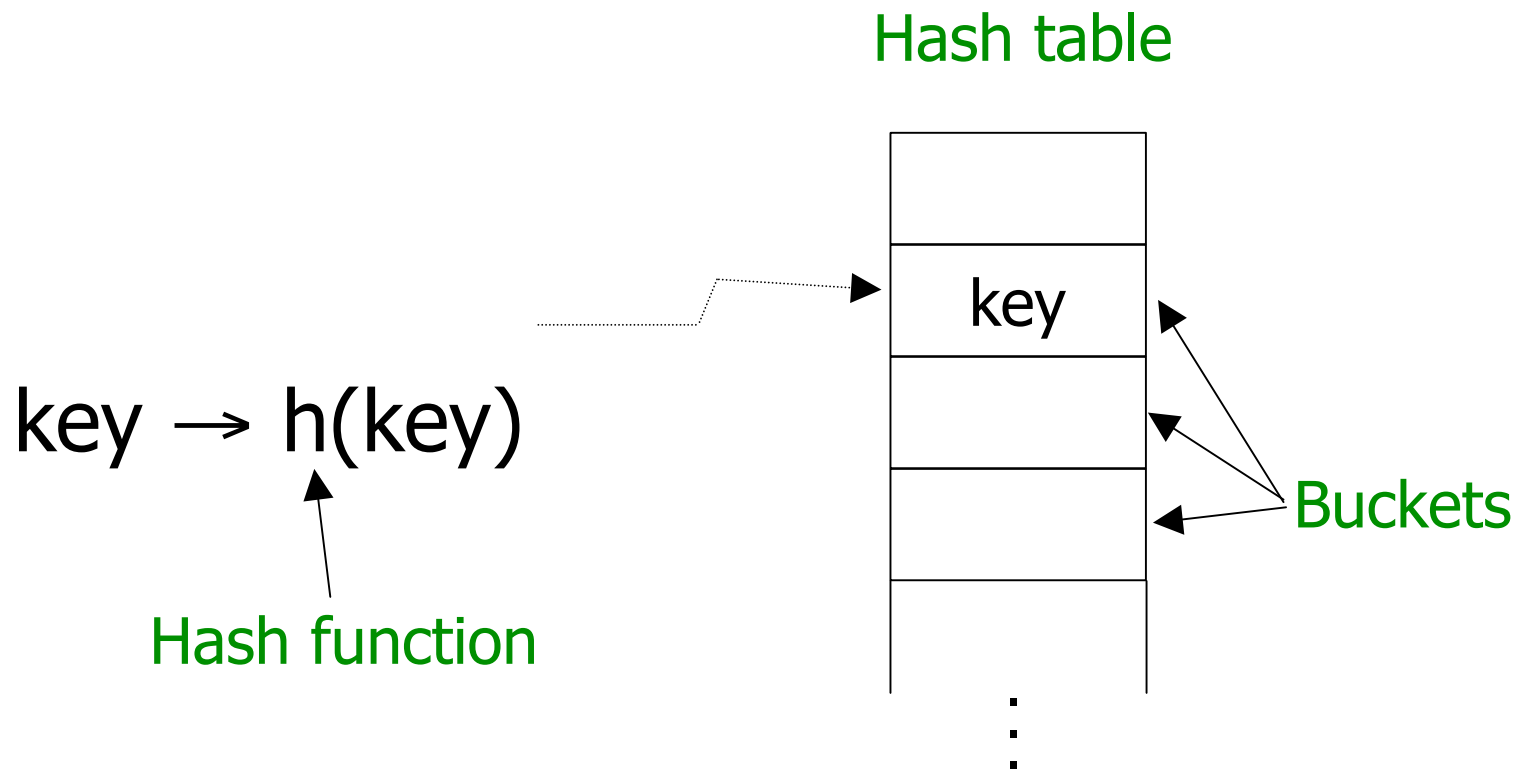 Hash table
key
key → h(key)
Buckets
Hash function